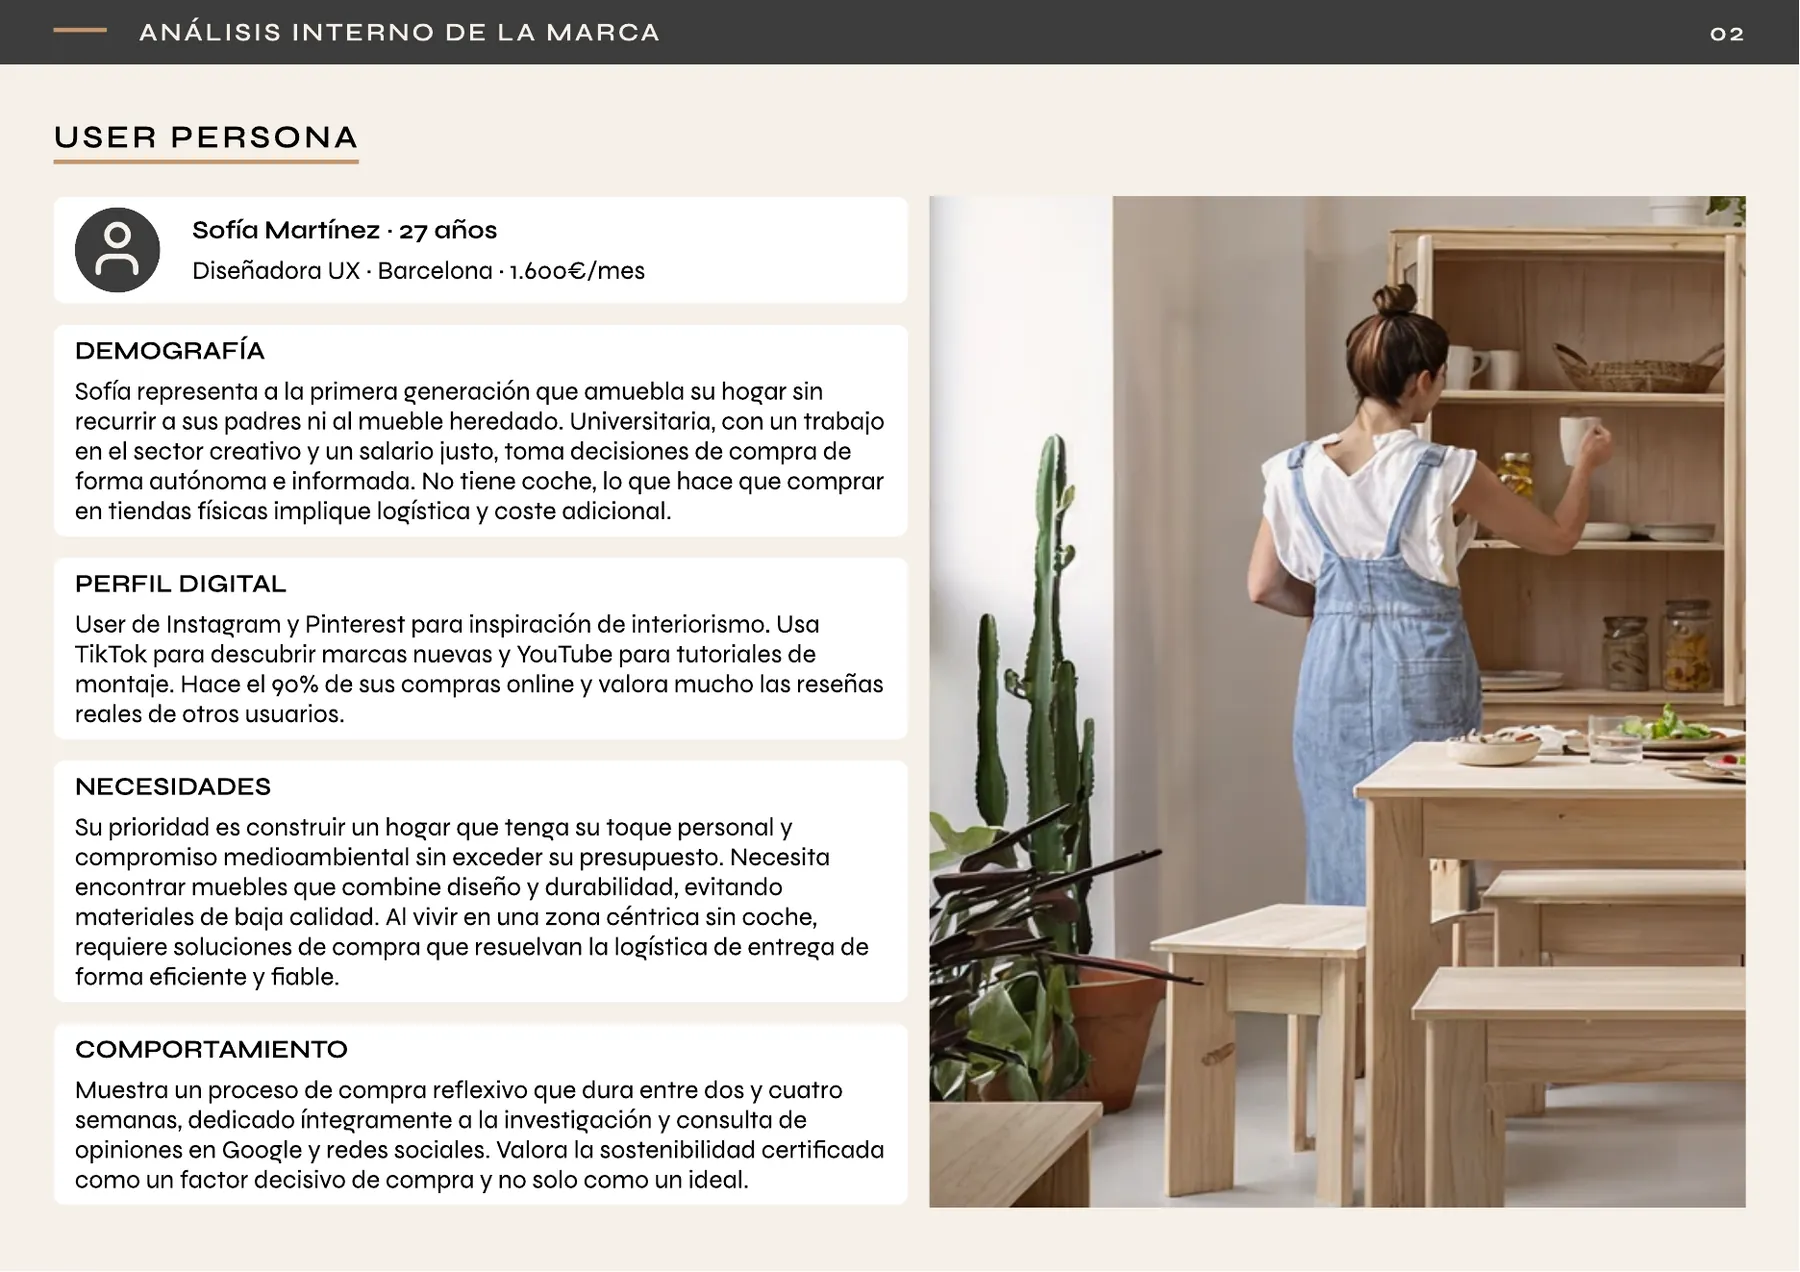 ANÁLISIS INTERNO DE LA MARCA
02
USER PERSONA
Sofía Martínez · 27 años
Diseñadora UX · Barcelona · 1.600€/mes
DEMOGRAFÍA
Sofía representa a la primera generación que amuebla su hogar sin
recurrir a sus padres ni al mueble heredado. Universitaria, con un trabajo
en el sector creativo y un salario justo, toma decisiones de compra de
forma autónoma e informada. No tiene coche, lo que hace que comprar
en tiendas físicas implique logística y coste adicional.
PERFIL DIGITAL
User de Instagram y Pinterest para inspiración de interiorismo. Usa
TikTok para descubrir marcas nuevas y YouTube para tutoriales de
montaje. Hace el 90% de sus compras online y valora mucho las reseñas
reales de otros usuarios.
NECESIDADES
Su prioridad es construir un hogar que tenga su toque personal y
compromiso medioambiental sin exceder su presupuesto. Necesita
encontrar muebles que combine diseño y durabilidad, evitando
materiales de baja calidad. Al vivir en una zona céntrica sin coche,
requiere soluciones de compra que resuelvan la logística de entrega de
forma eficiente y fiable.
COMPORTAMIENTO
Muestra un proceso de compra reflexivo que dura entre dos y cuatro
semanas, dedicado íntegramente a la investigación y consulta de
opiniones en Google y redes sociales. Valora la sostenibilidad certificada
como un factor decisivo de compra y no solo como un ideal.